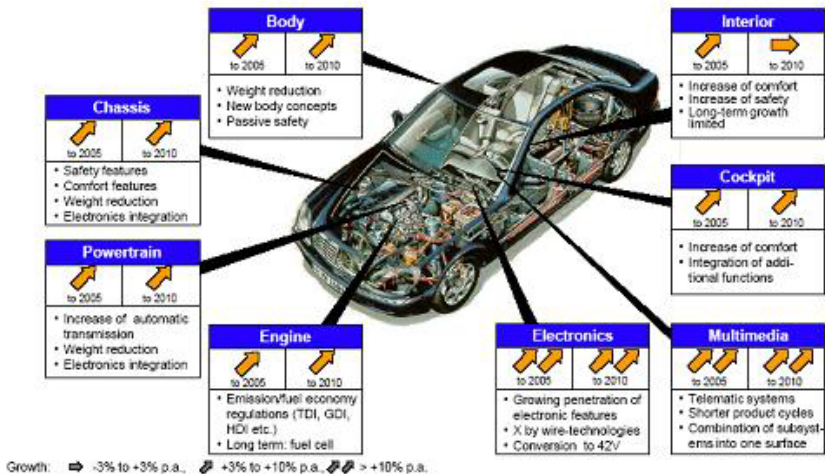 Body
to 2005 to 2010
• Weight reduction
• New body concepts
• Passive safety
Interior
to 2005 to 2010
• Increase of comfort
• Increase of safety
• Long-term growth
limited
Chassis
to 2005 to 2010
• Safety features
• Comfort features
• Weight reduction
• Electronics integration
Cockpit
to 2005 to 2010
• Increase of comfort
• Integration of addi-
tional functions
Powertrain
to 2005 to 2010
• Increase of automatic
transmission
• Weight reduction
• Electronics integration
Engine
to 2005 to 2010
• Emission/fuel economy
regulations (TDI, GDI,
HDI etc.)
• Long term: fuel cell
Electronics
to 2005 to 2010
• Growing penetration of
electronic features
• X by wire-technologies
• Conversion to 42V
Multimedia
to 2005 to 2010
• Telematic systems
• Shorter product cycles
• Combination of subsyst-
ems into one surface
Growth: -3% to +3% p.a., +3% to +10% p.a., > +10% p.a.